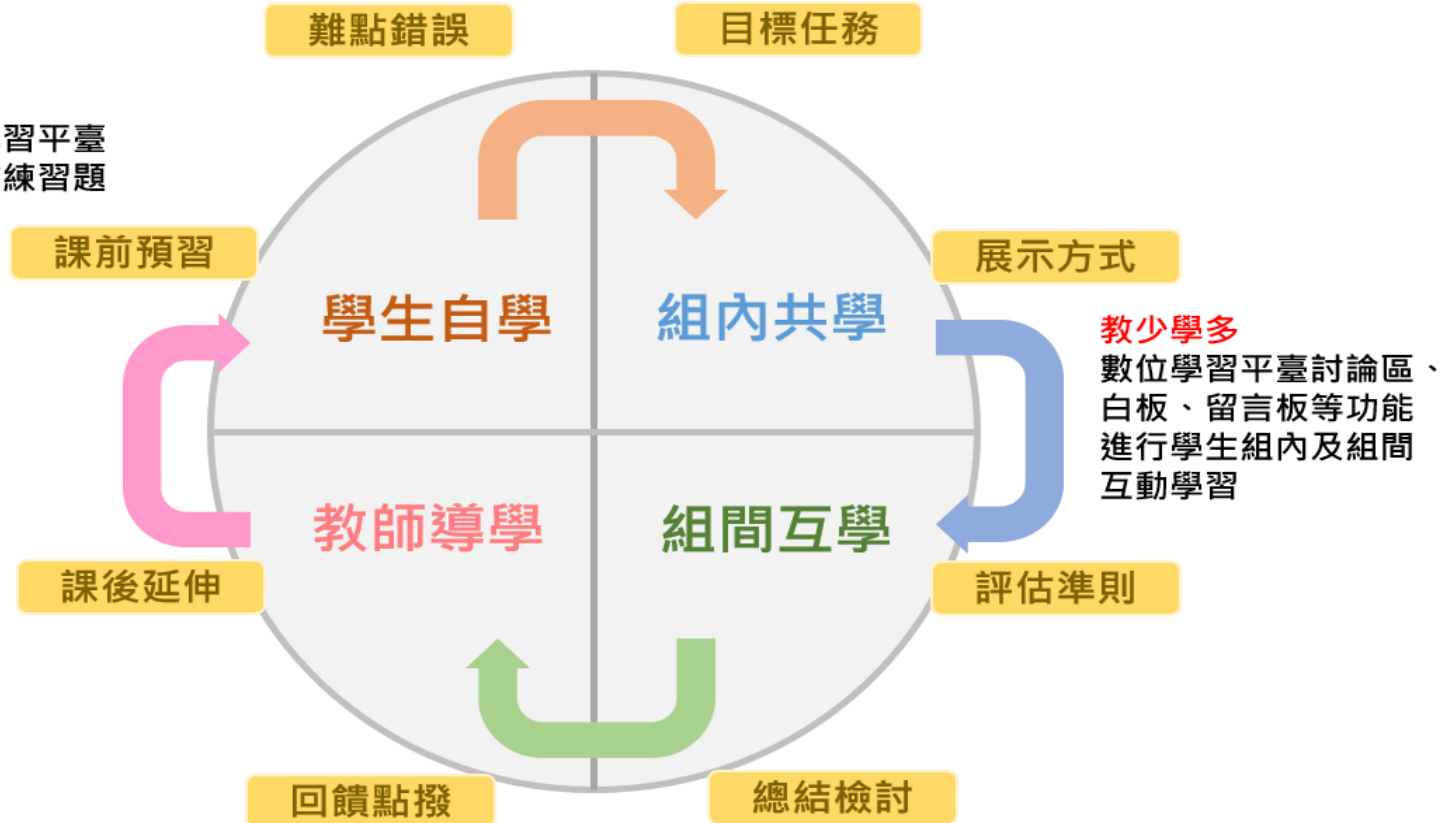 難點錯誤
目標任務
習平臺
練習題
課前預習
展示方式
學生自學
組內共學
教少學多
數位學習平臺討論區、
白板、留言板等功能
進行學生組內及組間
互動學習
教師導學
組間互學
課後延伸
評估準則
回饋點撥
總結檢討